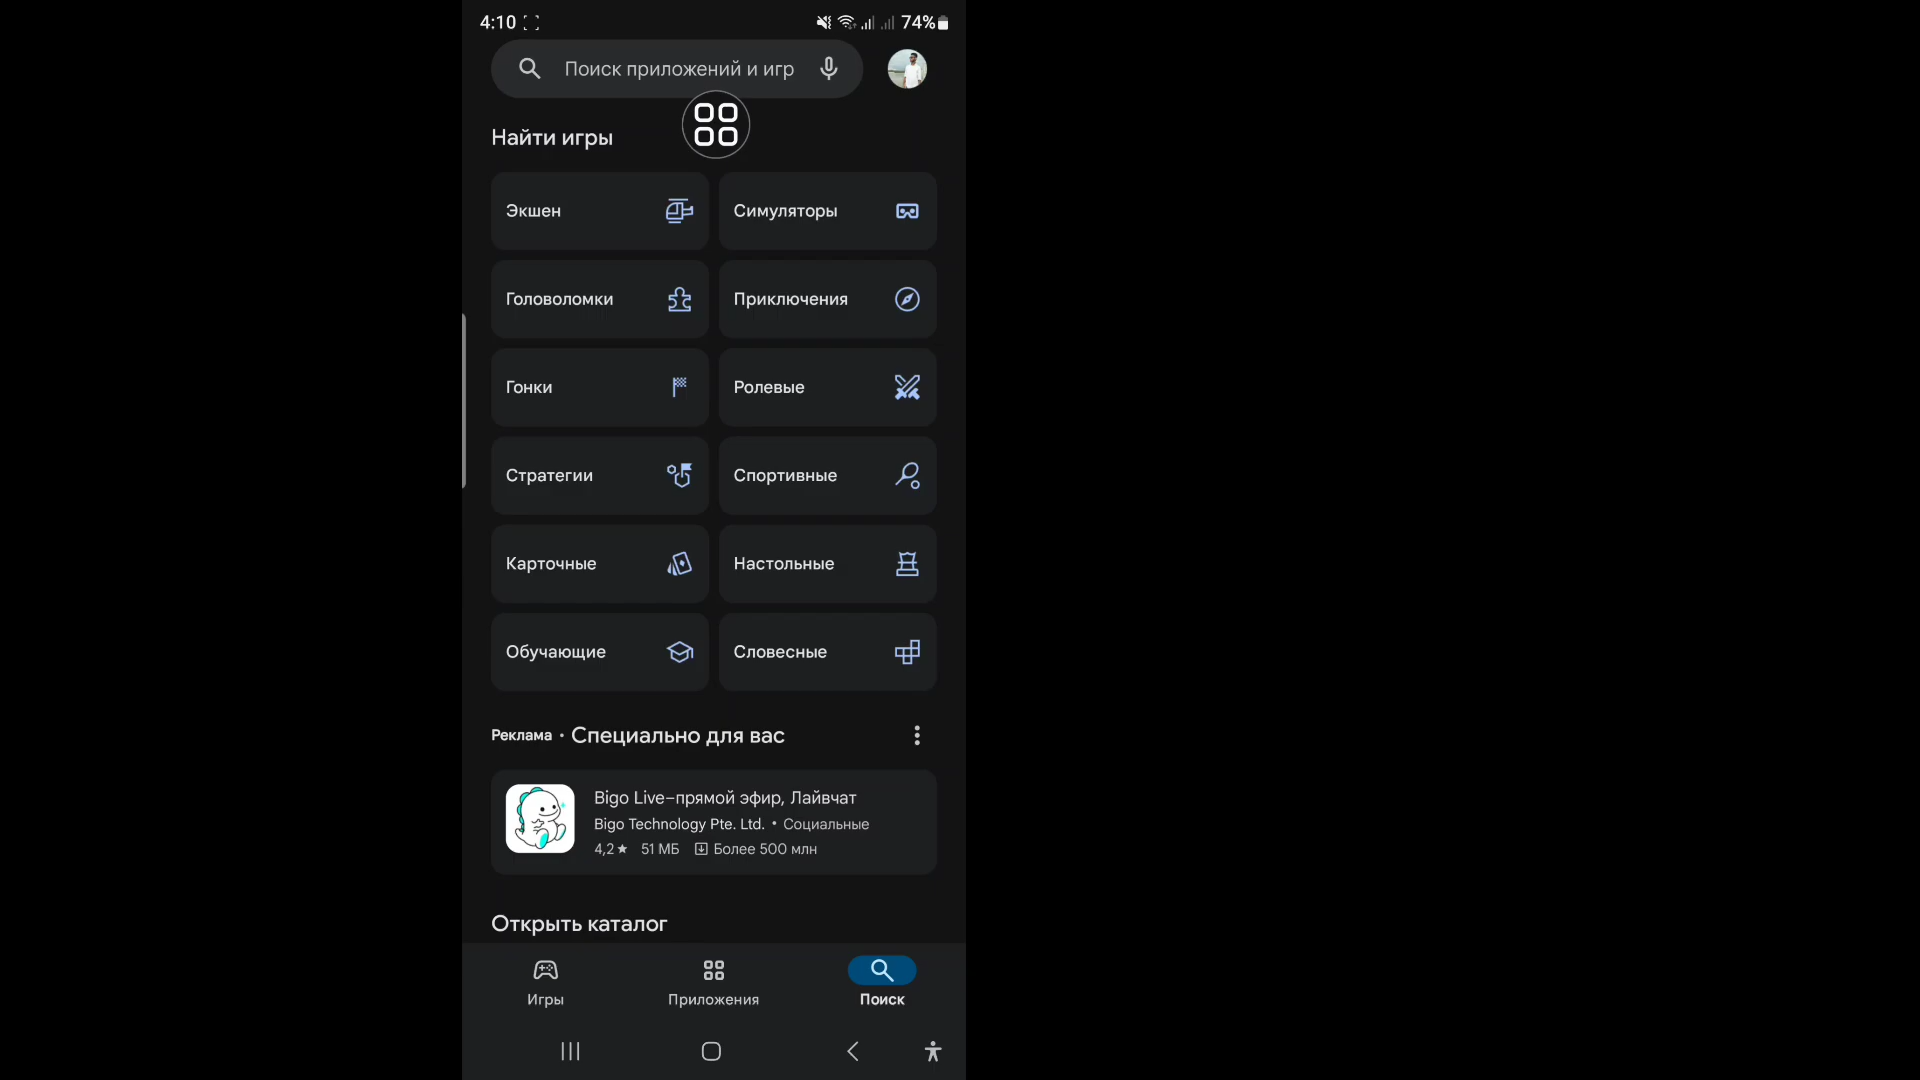 4:10
74%
Поиск приложений и игр
Найти игры
Экшен
Симуляторы
Головоломки
Приключения
Гонки
Ролевые
Стратегии
Спортивные
Карточные
Настольные
Обучающие
Словесные
Реклама • Специально для вас
Bigo Live–прямой эфир, Лайвчат
Bigo Technology Pte. Ltd. • Социальные
4,2★ 51 МБ Более 500 млн
Открыть каталог
Игры
Приложения
Поиск